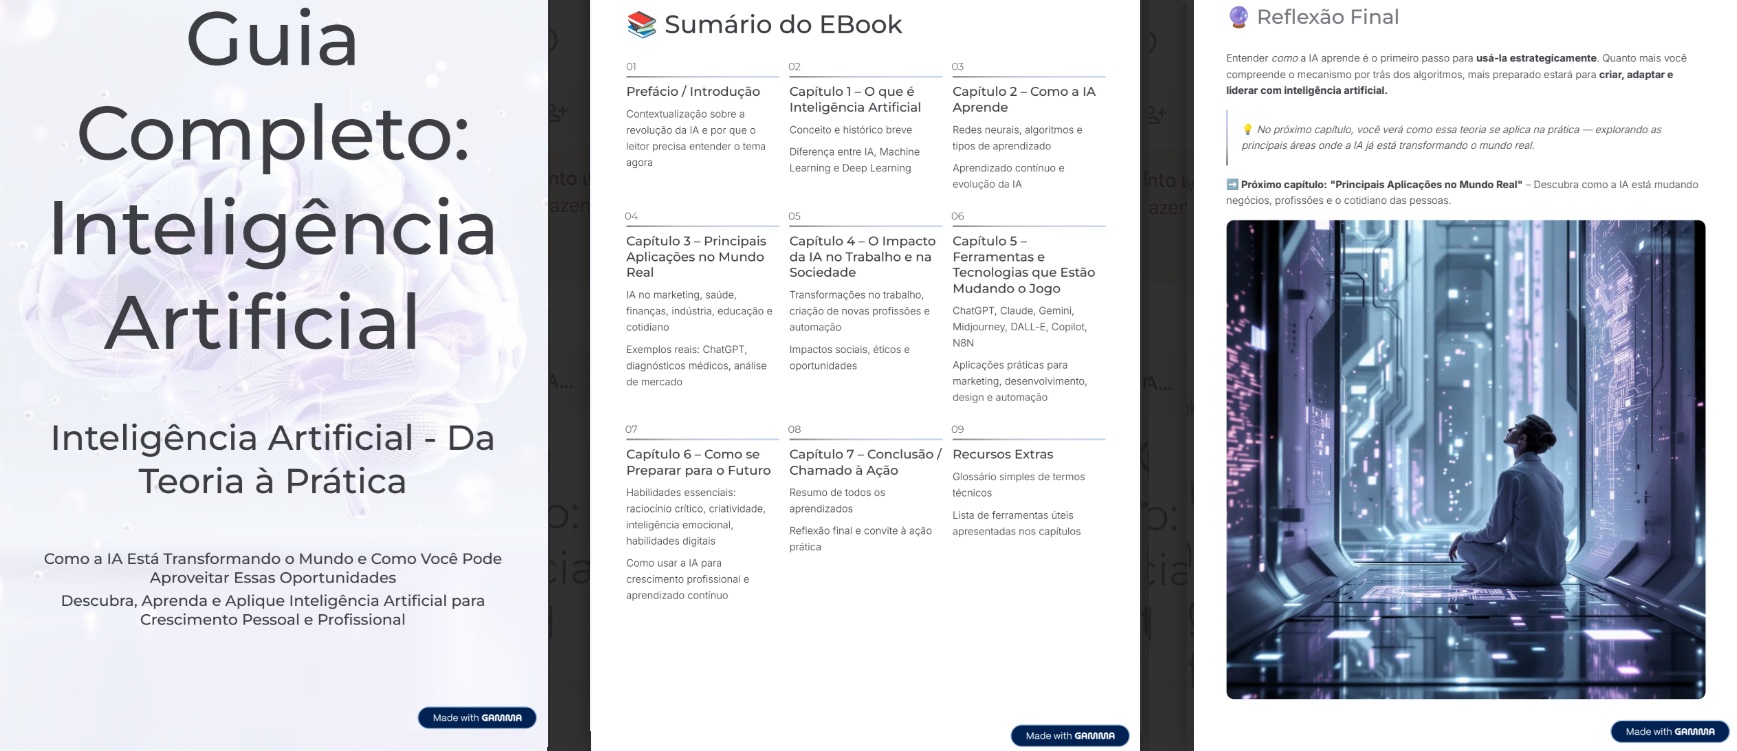 Guia
Completo:
Inteligência
Artificial
Inteligência Artificial - Da
Teoria à Prática
Como a IA Está Transformando o Mundo e Como Você Pode
Aproveitar Essas Oportunidades
Descubra, Aprenda e Aplique Inteligência Artificial para
Crescimento Pessoal e Profissional
Made with GAMMA
📚 Sumário do EBook
01
Prefácio / Introdução
Contextualização sobre a
revolução da IA e por que o
leitor precisa entender o tema
agora
02
Capítulo 1 – O que é
Inteligência Artificial
Conceito e histórico breve
Diferença entre IA, Machine
Learning e Deep Learning
03
Capítulo 2 – Como a IA
Aprende
Redes neurais, algoritmos e
tipos de aprendizado
Aprendizado contínuo e
evolução da IA
04
Capítulo 3 – Principais
Aplicações no Mundo
Real
IA no marketing, saúde,
finanças, indústria, educação e
cotidiano
Exemplos reais: ChatGPT,
diagnósticos médicos, análise
de mercado
05
Capítulo 4 – O Impacto
da IA no Trabalho e na
Sociedade
Transformações no trabalho,
criação de novas profissões e
automação
Impactos sociais, éticos e
oportunidades
06
Capítulo 5 –
Ferramentas e
Tecnologias que Estão
Mudando o Jogo
ChatGPT, Claude, Gemini,
Midjourney, DALL-E, Copilot,
N8N
Aplicações práticas para
marketing, desenvolvimento,
design e automação
07
Capítulo 6 – Como se
Preparar para o Futuro
Habilidades essenciais:
raciocínio crítico, criatividade,
inteligência emocional,
habilidades digitais
Como usar a IA para
crescimento profissional e
aprendizado contínuo
08
Capítulo 7 – Conclusão /
Chamado à Ação
Resumo de todos os
aprendizados
Reflexão final e convite à ação
prática
09
Recursos Extras
Glossário simples de termos
técnicos
Lista de ferramentas úteis
apresentadas nos capítulos
Made with GAMMA
🔮 Reflexão Final
Entender como a IA aprende é o primeiro passo para usá-la estrategicamente. Quanto mais você
compreende o mecanismo por trás dos algoritmos, mais preparado estará para criar, adaptar e
liderar com inteligência artificial.
💡 No próximo capítulo, você verá como essa teoria se aplica na prática — explorando as
principais áreas onde a IA já está transformando o mundo real.
➡️ Próximo capítulo: "Principais Aplicações no Mundo Real" – Descubra como a IA está mudando
negócios, profissões e o cotidiano das pessoas.
Made with GAMMA